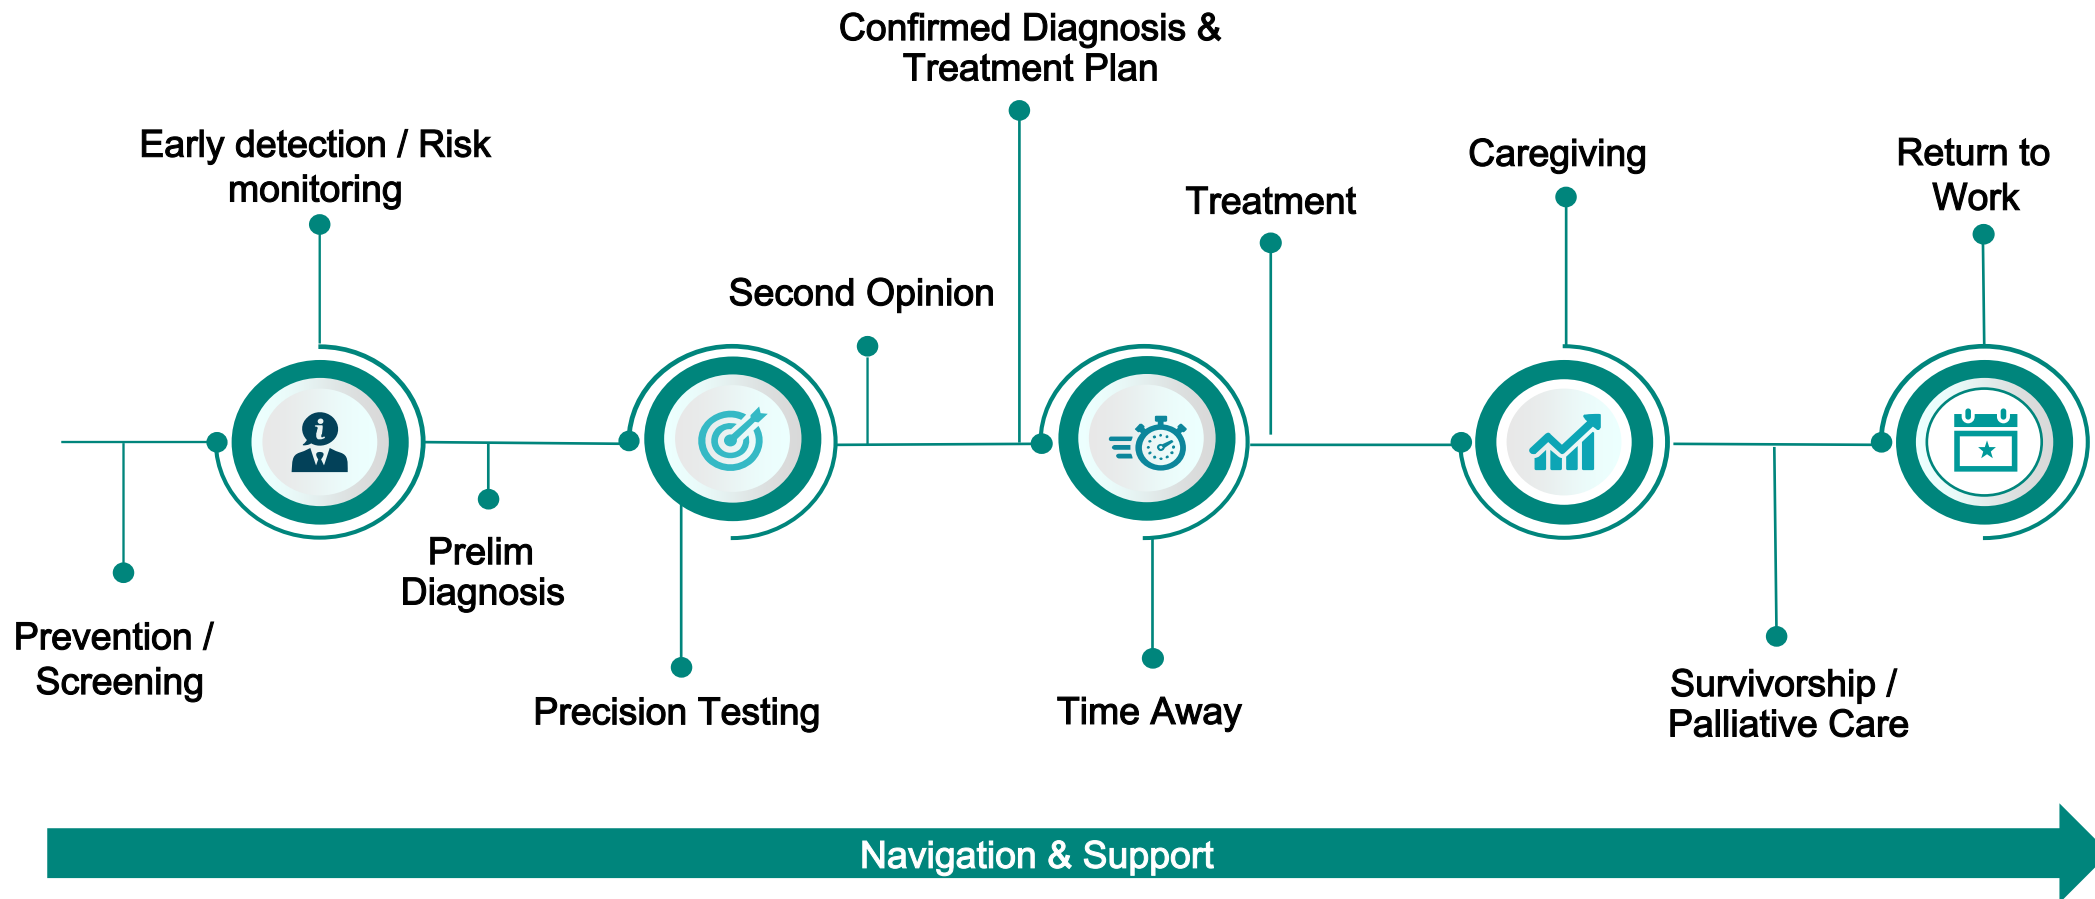 Confirmed Diagnosis &
Treatment Plan
Early detection / Risk
monitoring
Caregiving
Return to
Work
Treatment
Second Opinion
Prelim
Diagnosis
Prevention /
Screening
Precision Testing
Time Away
Survivorship /
Palliative Care
Navigation & Support